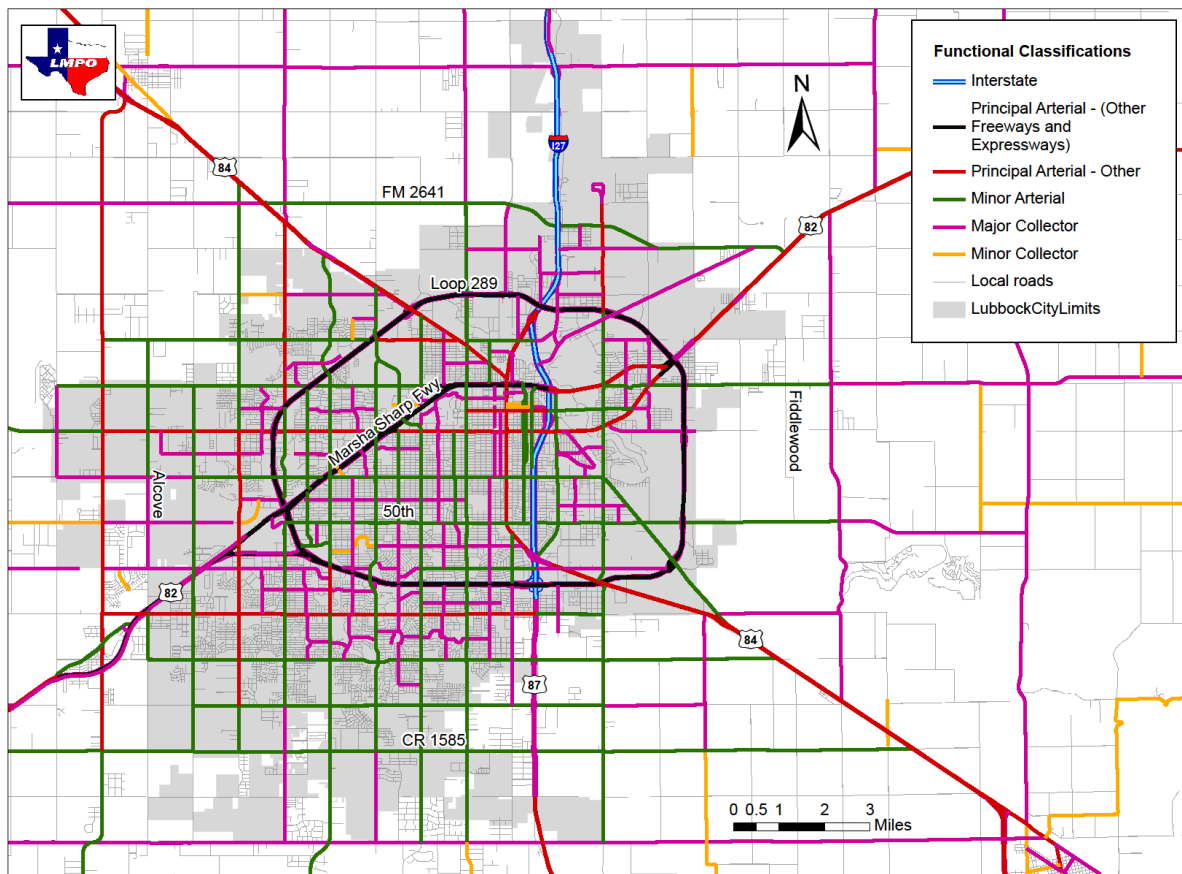 LMPO
Functional Classifications
Interstate
Principal Arterial - (Other
Freeways and
Expressways)
Principal Arterial - Other
Minor Arterial
Major Collector
Minor Collector
Local roads
LubbockCityLimits
N
I27
84
FM 2641
82
Loop 289
Marsha Sharp Fwy
Fiddlewood
Alcove
50th
82
84
87
CR 1585
0 0.5 1 2 3
Miles